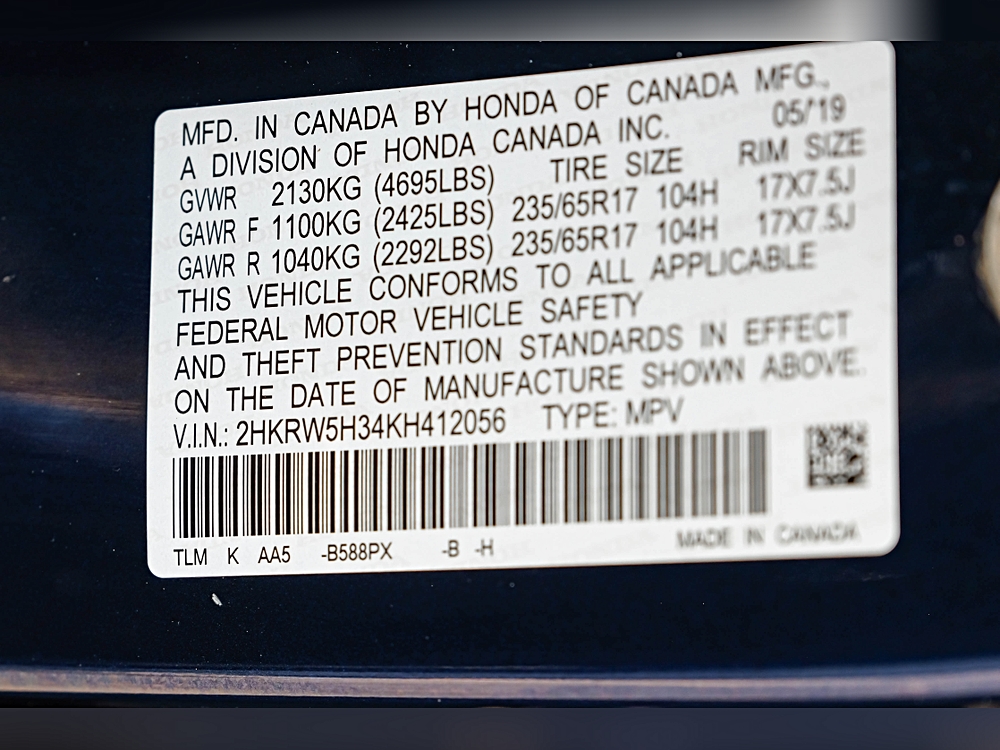 MFD. IN CANADA BY HONDA OF CANADA MFG.,
A DIVISION OF HONDA CANADA INC. 05/19
GVWR 2130KG (4695LBS) TIRE SIZE RIM SIZE
GAWR F 1100KG (2425LBS) 235/65R17 104H 17X7.5J
GAWR R 1040KG (2292LBS) 235/65R17 104H 17X7.5J
THIS VEHICLE CONFORMS TO ALL APPLICABLE
FEDERAL MOTOR VEHICLE SAFETY
AND THEFT PREVENTION STANDARDS IN EFFECT
ON THE DATE OF MANUFACTURE SHOWN ABOVE.
V.I.N.: 2HKRW5H34KH412056 TYPE: MPV
TLM K AA5 -B588PX -B -H MADE IN CANADA